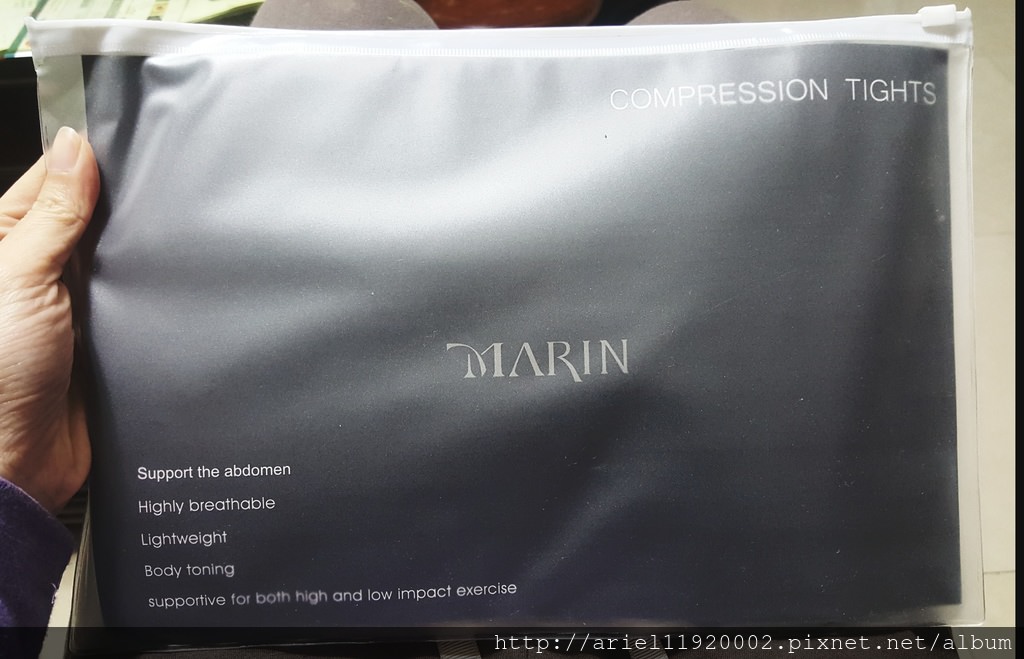 COMPRESSION TIGHTS
MARIN
Support the abdomen
Highly breathable
Lightweight
Body toning
supportive for both high and low impact exercise
http://ariel11920002.pixnet.net/album